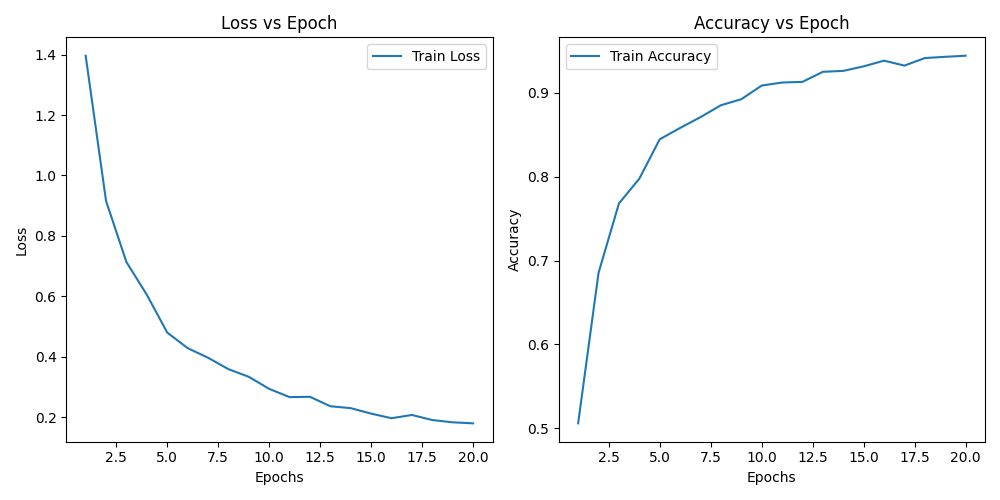 Loss vs Epoch
Train Loss
1.4
1.2
1.0
0.8
0.6
0.4
0.2
Loss
2.5 5.0 7.5 10.0 12.5 15.0 17.5 20.0
Epochs
Accuracy vs Epoch
Train Accuracy
0.9
0.8
0.7
0.6
0.5
Accuracy
2.5 5.0 7.5 10.0 12.5 15.0 17.5 20.0
Epochs